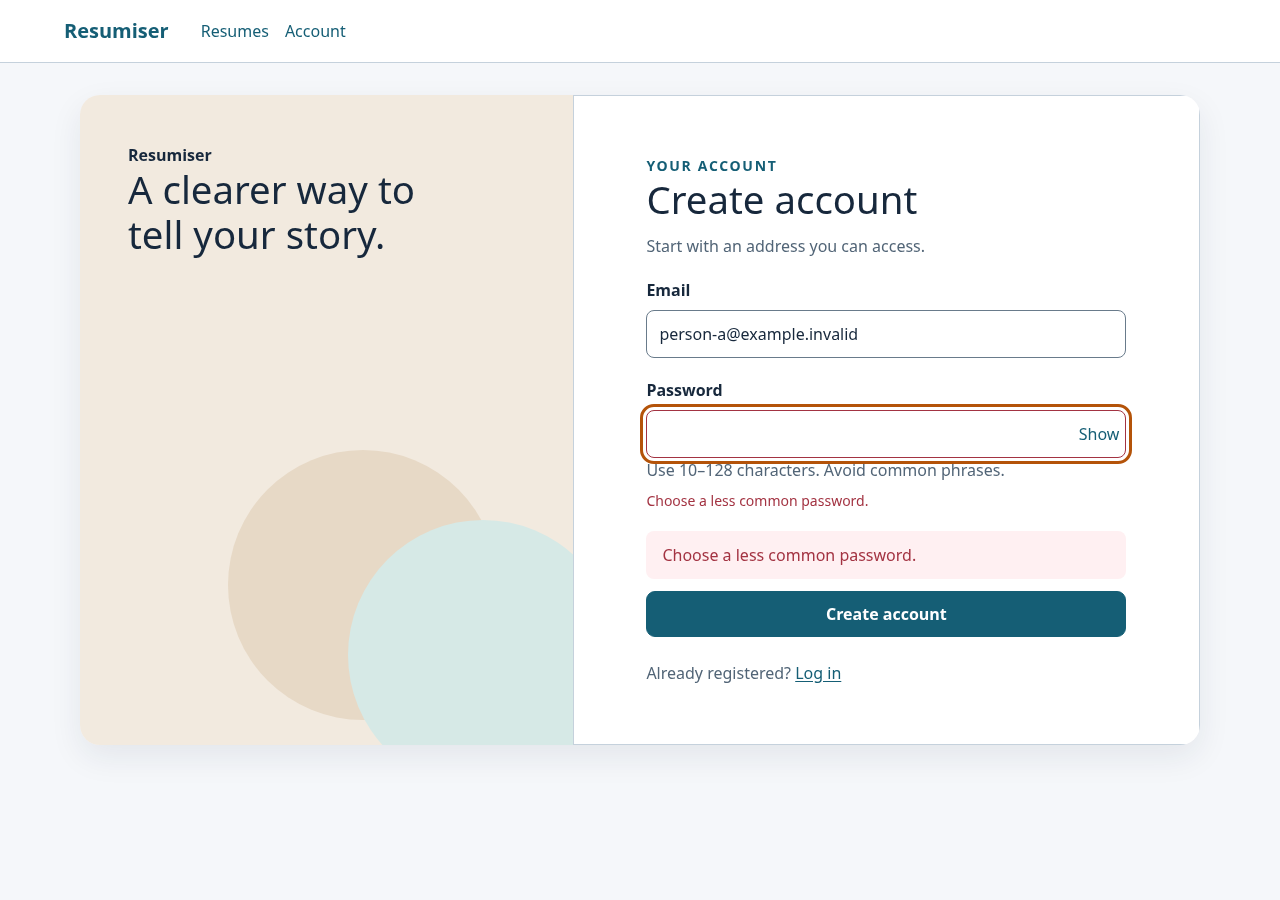 Resumiser
Resumes
Account
Resumiser
A clearer way to
tell your story.
YOUR ACCOUNT
Create account
Start with an address you can access.
Email
person-a@example.invalid
Password
Show
Use 10–128 characters. Avoid common phrases.
Choose a less common password.
Choose a less common password.
Create account
Already registered? Log in